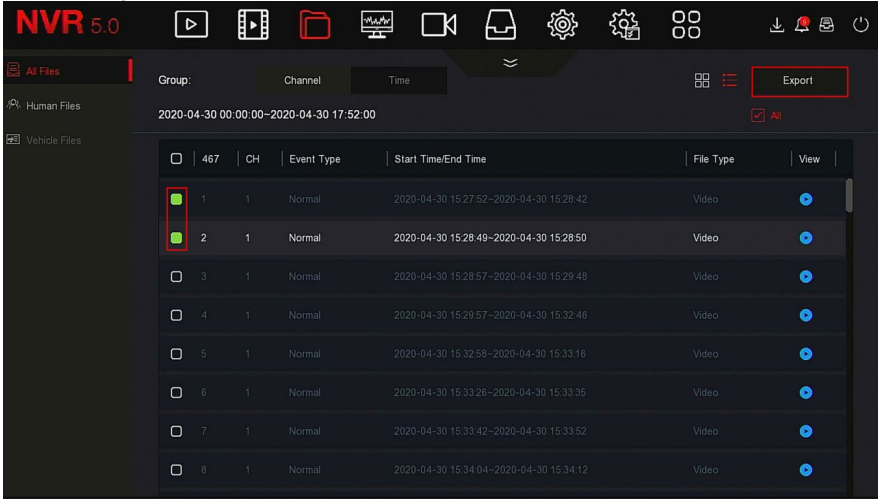 NVR 5.0
9
All Files
Human Files
Vehicle Files
Group: Channel Time Export
2020-04-30 00:00:00~2020-04-30 17:52:00 All
467 CH Event Type Start Time/End Time File Type View
1 1 Normal 2020-04-30 15:27:52~2020-04-30 15:28:42 Video
2 1 Normal 2020-04-30 15:28:49~2020-04-30 15:28:50 Video
3 1 Normal 2020-04-30 15:28:57~2020-04-30 15:29:48 Video
4 1 Normal 2020-04-30 15:29:57~2020-04-30 15:32:46 Video
5 1 Normal 2020-04-30 15:32:58~2020-04-30 15:33:16 Video
6 1 Normal 2020-04-30 15:33:26~2020-04-30 15:33:35 Video
7 1 Normal 2020-04-30 15:33:42~2020-04-30 15:33:52 Video
8 1 Normal 2020-04-30 15:34:04~2020-04-30 15:34:12 Video